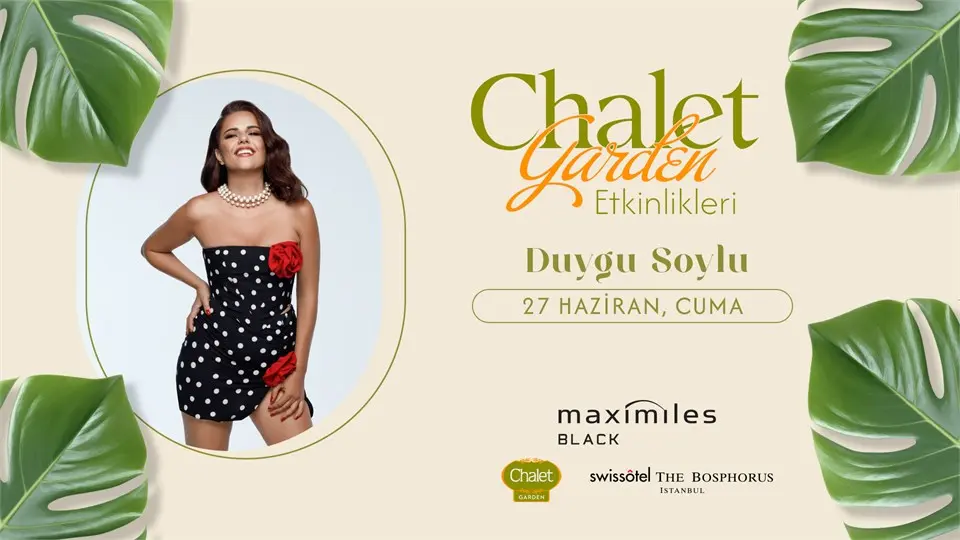 Chalet
Garden
Etkinlikleri
Duygu Soylu
27 HAZİRAN, CUMA
maximiles
BLACK
Chalet
GARDEN
swissôtel THE BOSPHORUS
ISTANBUL